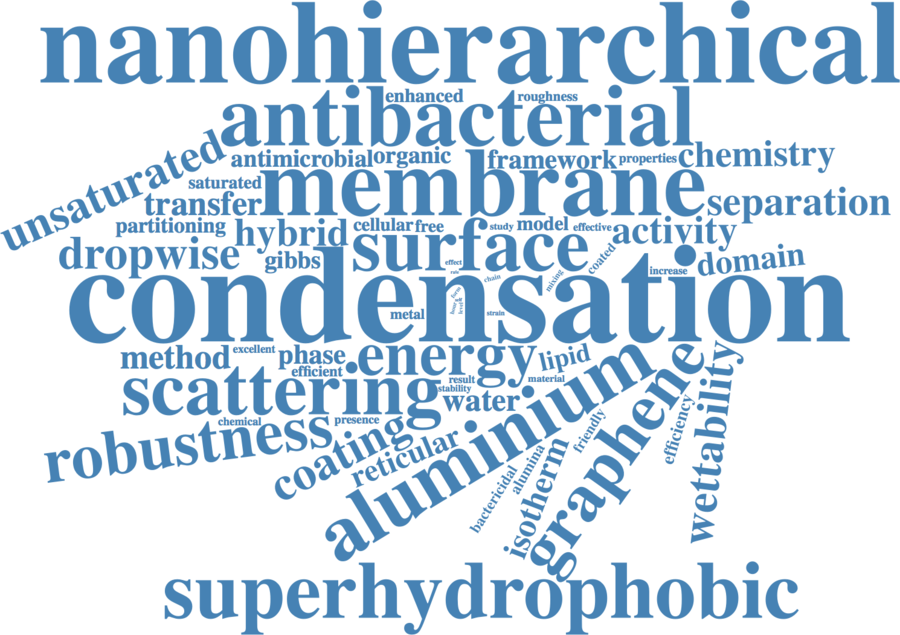 nanohierarchical
enhanced
roughness
antibacterial
unsaturated
antimicrobial
organic
framework
properties
chemistry
saturated
membrane
transfer
separation
partitioning
hybrid
cellular
free
study
model
effective
activity
dropwise
gibbs
surface
coated
domain
effect
rate
chain
mixing
increase
condensation
metal
strain
method
excellent
phase
energy
lipid
efficient
result
material
scattering
stability
water
aluminium
graphene
wettability
chemical
presence
robustness
coating
reticular
friendly
efficiency
bactericidal
alumina
isotherm
superhydrophobic